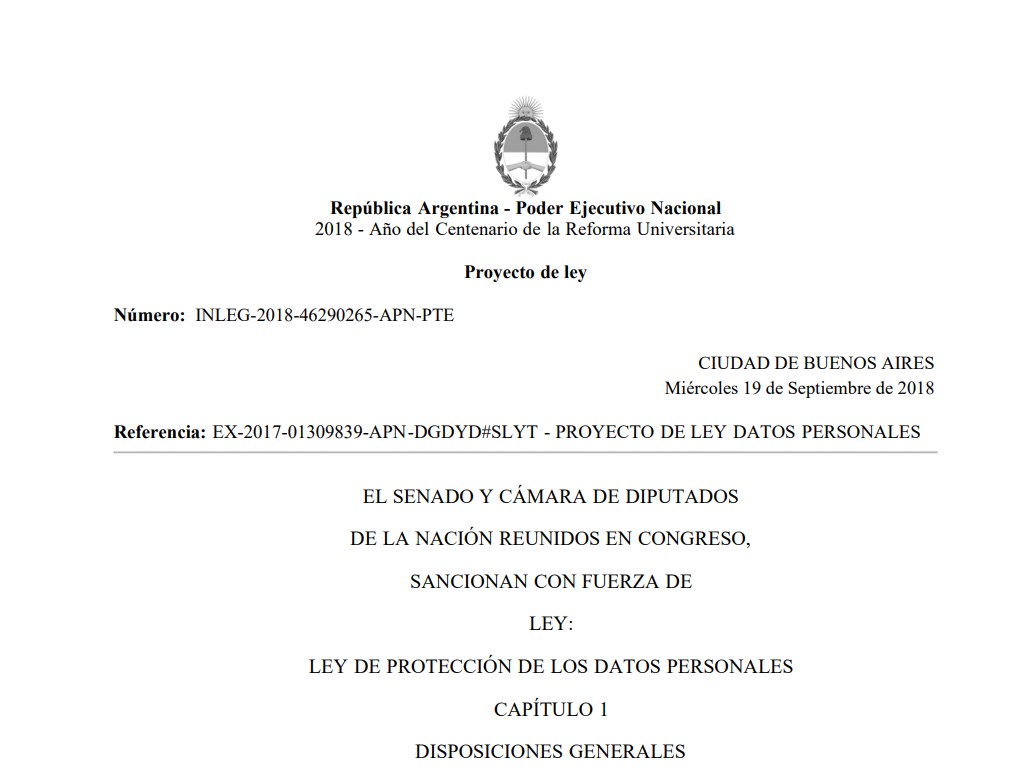 República Argentina - Poder Ejecutivo Nacional
2018 - Año del Centenario de la Reforma Universitaria
Proyecto de ley
Número: INLEG-2018-46290265-APN-PTE
CIUDAD DE BUENOS AIRES
Miércoles 19 de Septiembre de 2018
Referencia: EX-2017-01309839-APN-DGDYD#SLYT - PROYECTO DE LEY DATOS PERSONALES
EL SENADO Y CÁMARA DE DIPUTADOS
DE LA NACIÓN REUNIDOS EN CONGRESO,
SANCIONAN CON FUERZA DE
LEY:
LEY DE PROTECCIÓN DE LOS DATOS PERSONALES
CAPÍTULO 1
DISPOSICIONES GENERALES